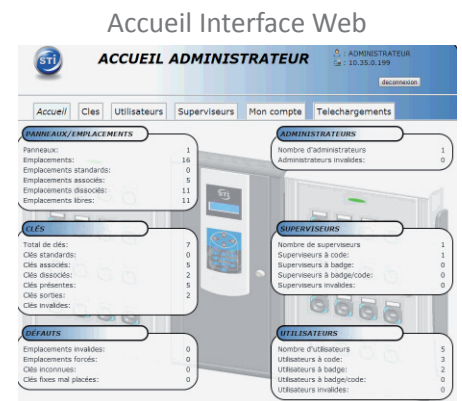 Accueil Interface Web
STI
ACCUEIL ADMINISTRATEUR
: ADMINISTRATEUR
: 10.35.0.199
deconnexion
Accueil Cles Utilisateurs Superviseurs Mon compte Telechargements
PANNEAUX/EMPLACEMENTS
Panneaux: 1
Emplacements: 16
Emplacements standards: 0
Emplacements associés: 5
Emplacements dissociés: 11
Emplacements libres: 11
ADMINISTRATEURS
Nombre d'administrateurs 1
Administrateurs invalides: 0
CLÉS
Total de clés: 7
Clés standards: 0
Clés associés: 5
Clés dissociés: 2
Clés présentes: 5
Clés sorties: 2
Clés invalides:
SUPERVISEURS
Nombre de superviseurs 1
Superviseurs à code: 1
Superviseurs à badge: 0
Superviseurs à badge/code: 0
Superviseurs invalides: 0
DÉFAUTS
Emplacements invalides: 0
Emplacements forcés: 0
Clés inconnues: 0
Clés fixes mal placées: 0
UTILISATEURS
Nombre d'utilisateurs 5
Utilisateurs à code: 3
Utilisateurs à badge: 2
Utilisateurs à badge/code: 0
Utilisateurs invalides: 0